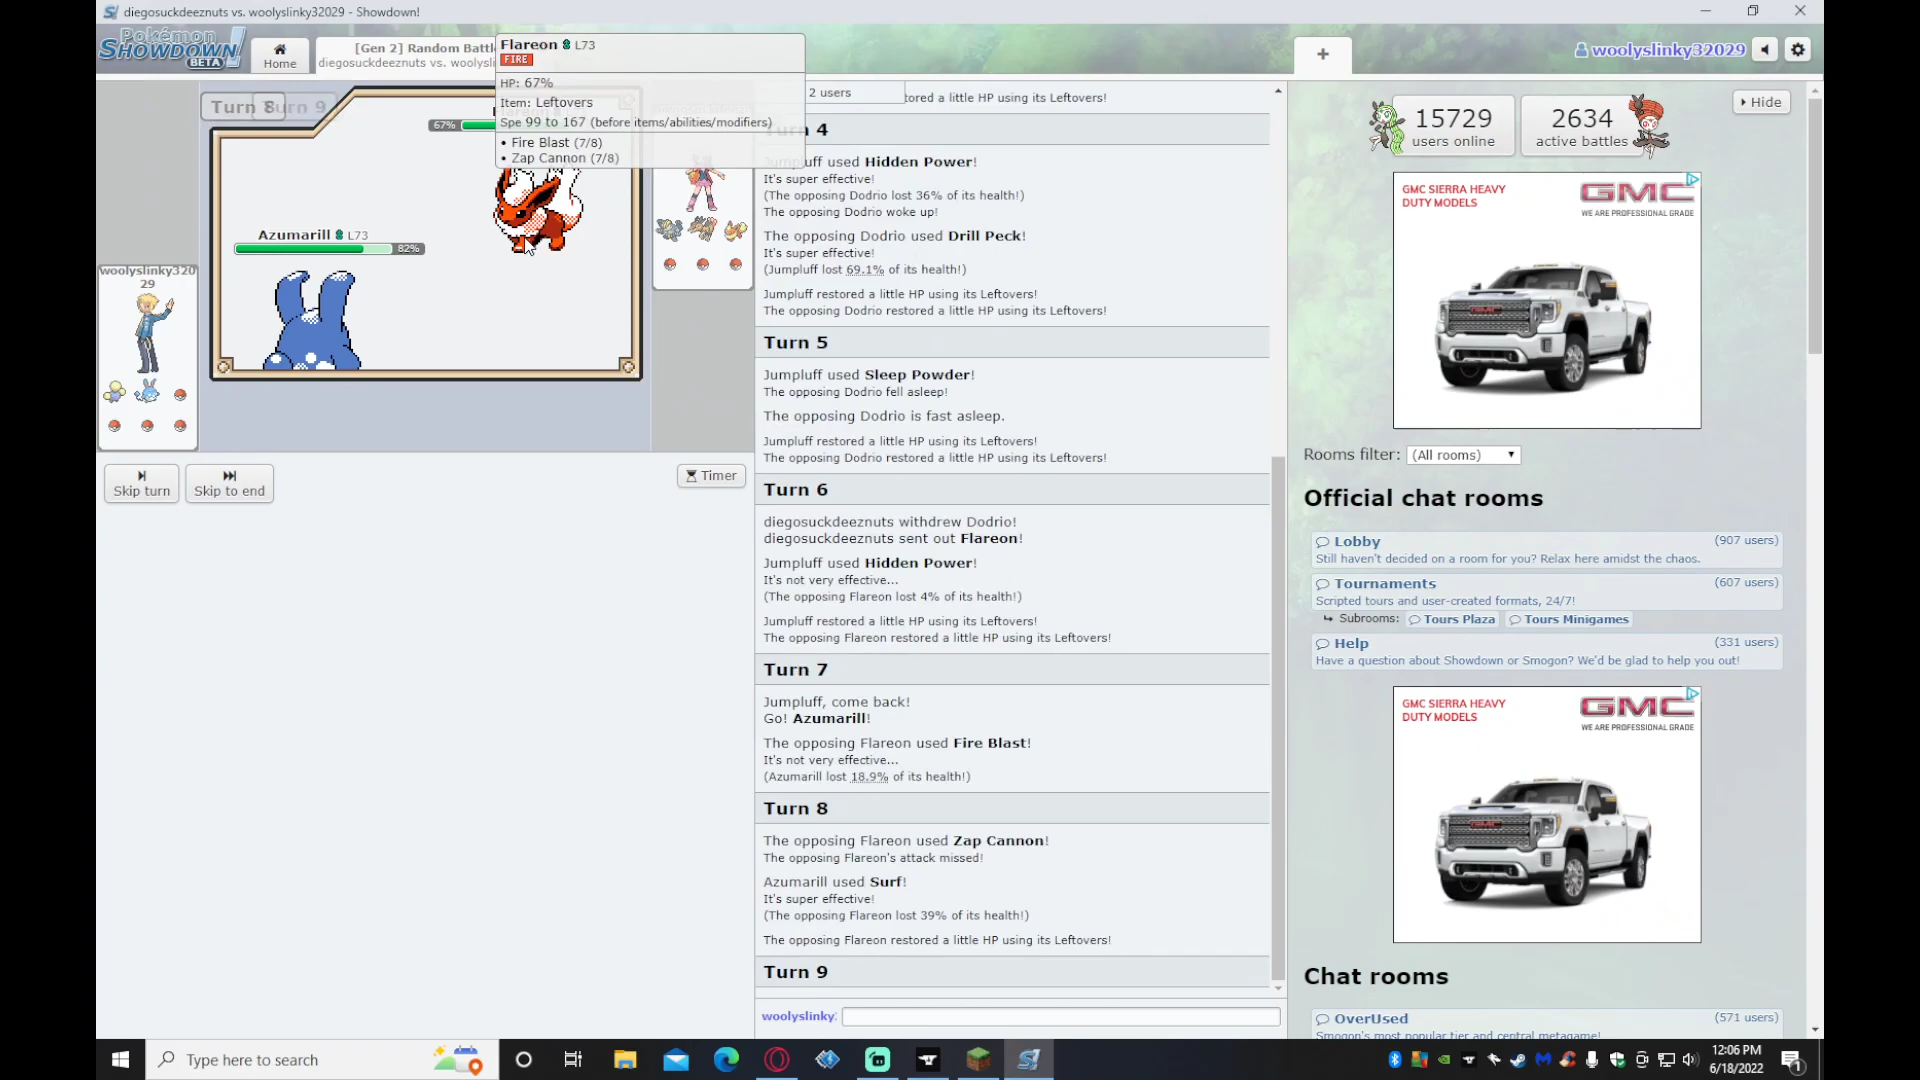 diegosuckdeeznuts vs. woolyslinky32029 - Showdown!
Pokémon
SHOWDOWN!
BETA
Home
[Gen 2] Random Battl
diegosuckdeeznuts vs. woolysli
+
woolyslinky32029
Flareon L73
FIRE
HP: 67%
Item: Leftovers
Spe 99 to 167 (before items/abilities/modifiers)
• Fire Blast (7/8)
• Zap Cannon (7/8)
Turn 8
Turn 9
67%
Azumarill L73
82%
woolyslinky320
29
Skip turn
Skip to end
Timer
2 users
tored a little HP using its Leftovers!
Turn 4
Jumpluff used Hidden Power!
It's super effective!
(The opposing Dodrio lost 36% of its health!)
The opposing Dodrio woke up!
The opposing Dodrio used Drill Peck!
It's super effective!
(Jumpluff lost 69.1% of its health!)
Jumpluff restored a little HP using its Leftovers!
The opposing Dodrio restored a little HP using its Leftovers!
Turn 5
Jumpluff used Sleep Powder!
The opposing Dodrio fell asleep!
The opposing Dodrio is fast asleep.
Jumpluff restored a little HP using its Leftovers!
The opposing Dodrio restored a little HP using its Leftovers!
Turn 6
diegosuckdeeznuts withdrew Dodrio!
diegosuckdeeznuts sent out Flareon!
Jumpluff used Hidden Power!
It's not very effective...
(The opposing Flareon lost 4% of its health!)
Jumpluff restored a little HP using its Leftovers!
The opposing Flareon restored a little HP using its Leftovers!
Turn 7
Jumpluff, come back!
Go! Azumarill!
The opposing Flareon used Fire Blast!
It's not very effective...
(Azumarill lost 18.9% of its health!)
Turn 8
The opposing Flareon used Zap Cannon!
The opposing Flareon's attack missed!
Azumarill used Surf!
It's super effective!
(The opposing Flareon lost 39% of its health!)
The opposing Flareon restored a little HP using its Leftovers!
Turn 9
woolyslinky:
15729
users online
2634
active battles
Hide
GMC SIERRA HEAVY
DUTY MODELS
GMC
WE ARE PROFESSIONAL GRADE
Rooms filter: (All rooms)
Official chat rooms
Lobby (907 users)
Still haven't decided on a room for you? Relax here amidst the chaos.
Tournaments (607 users)
Scripted tours and user-created formats, 24/7!
Subrooms: Tours Plaza Tours Minigames
Help (331 users)
Have a question about Showdown or Smogon? We'd be glad to help you out!
GMC SIERRA HEAVY
DUTY MODELS
GMC
WE ARE PROFESSIONAL GRADE
Chat rooms
OverUsed (571 users)
Smogon's most popular tier and central metagame!
Type here to search
12:06 PM
6/18/2022
1